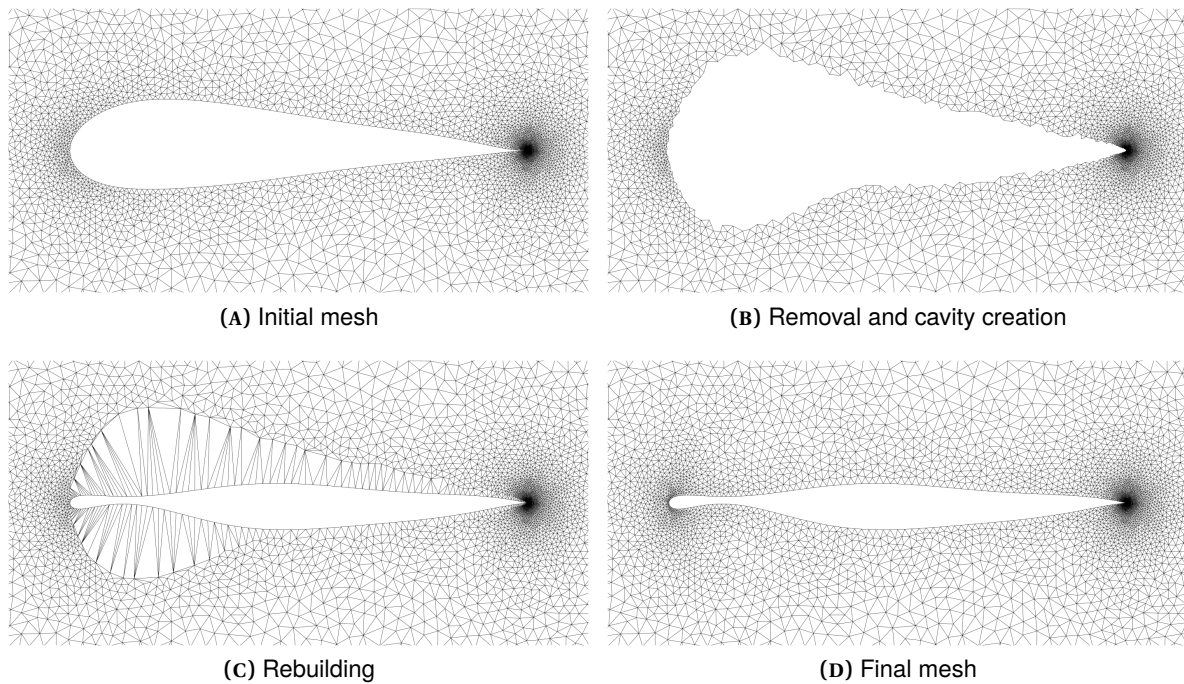 (A) Initial mesh
(B) Removal and cavity creation
(C) Rebuilding
(D) Final mesh